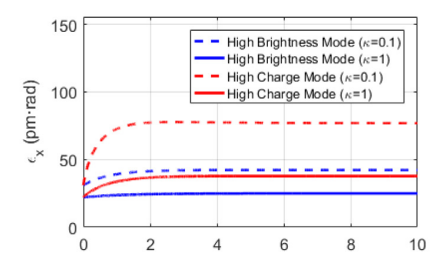 150
100
50
0
ϵx (pm·rad)
High Brightness Mode (κ=0.1)
High Brightness Mode (κ=1)
High Charge Mode (κ=0.1)
High Charge Mode (κ=1)
0 2 4 6 8 10